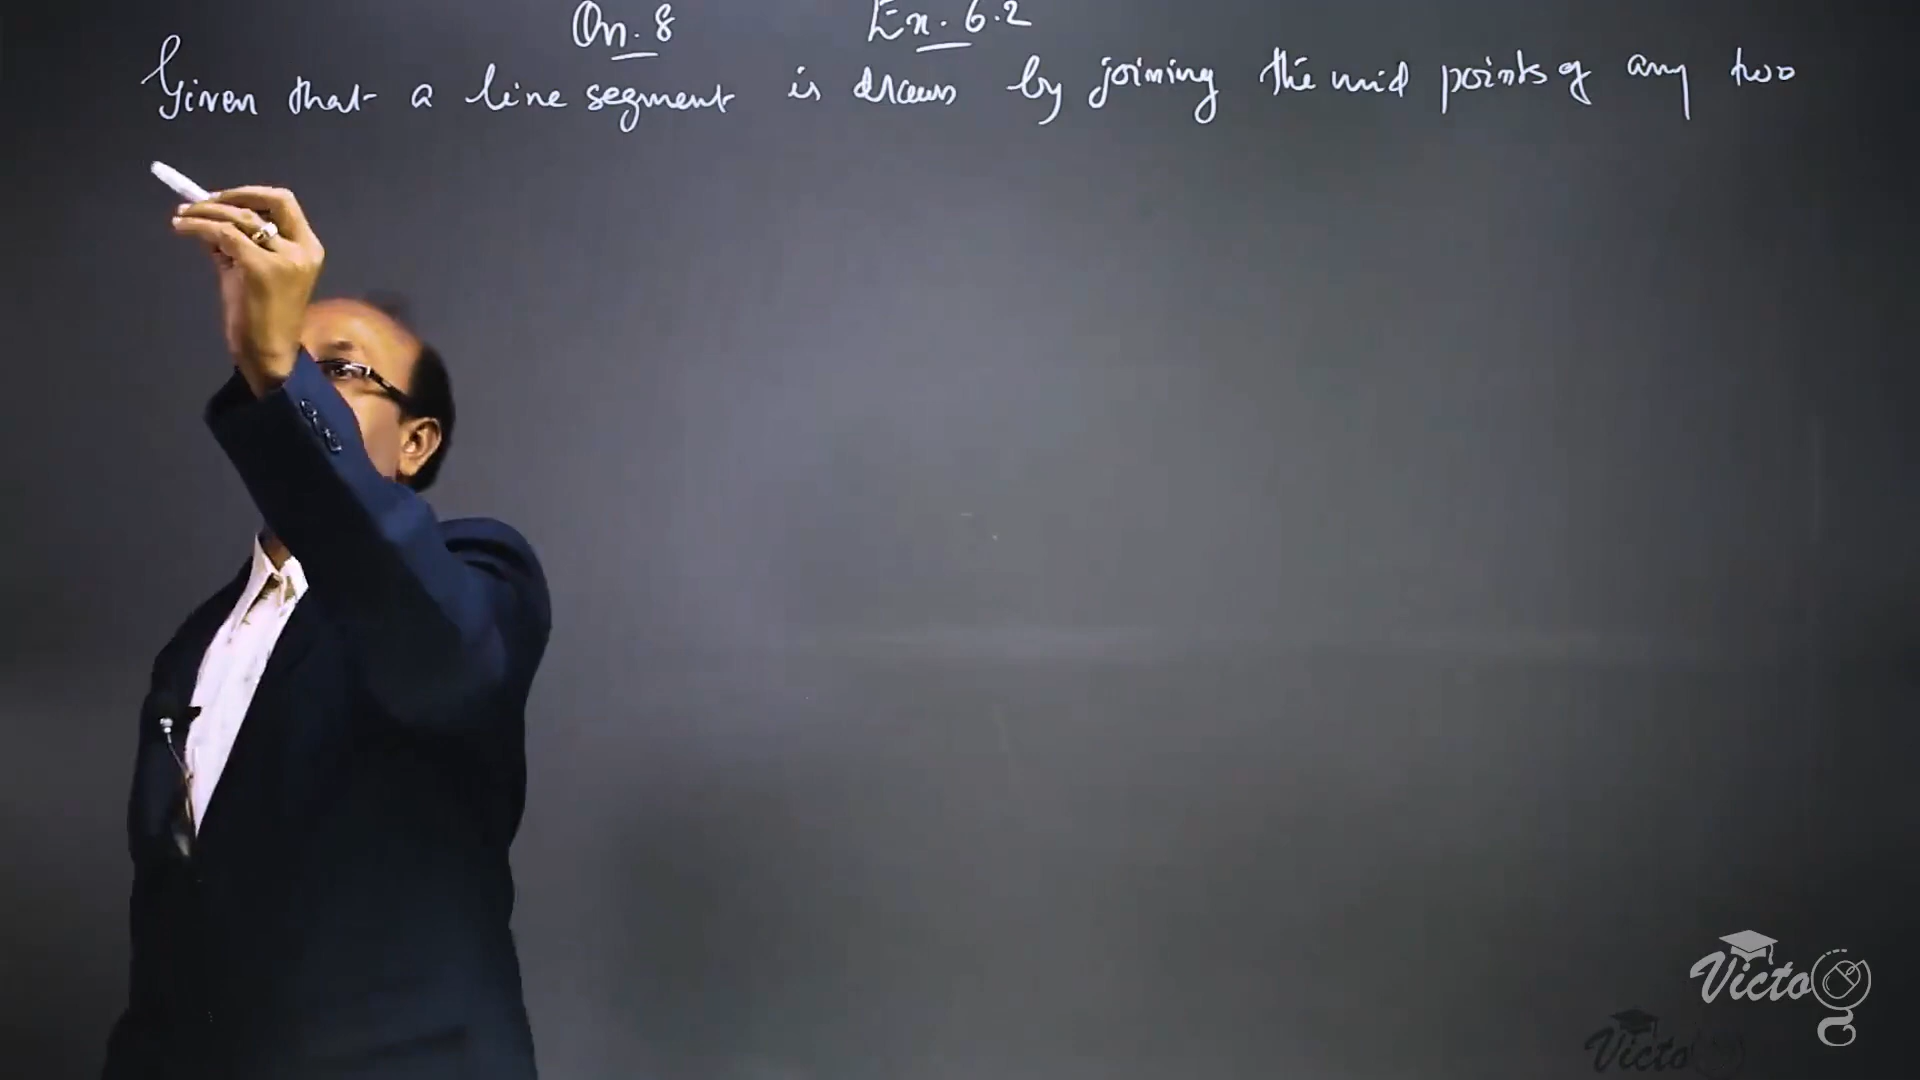 Qn. 8 Ex. 6.2
Given that a line segment is drawn by joining the mid points of any two
Victo
Victo